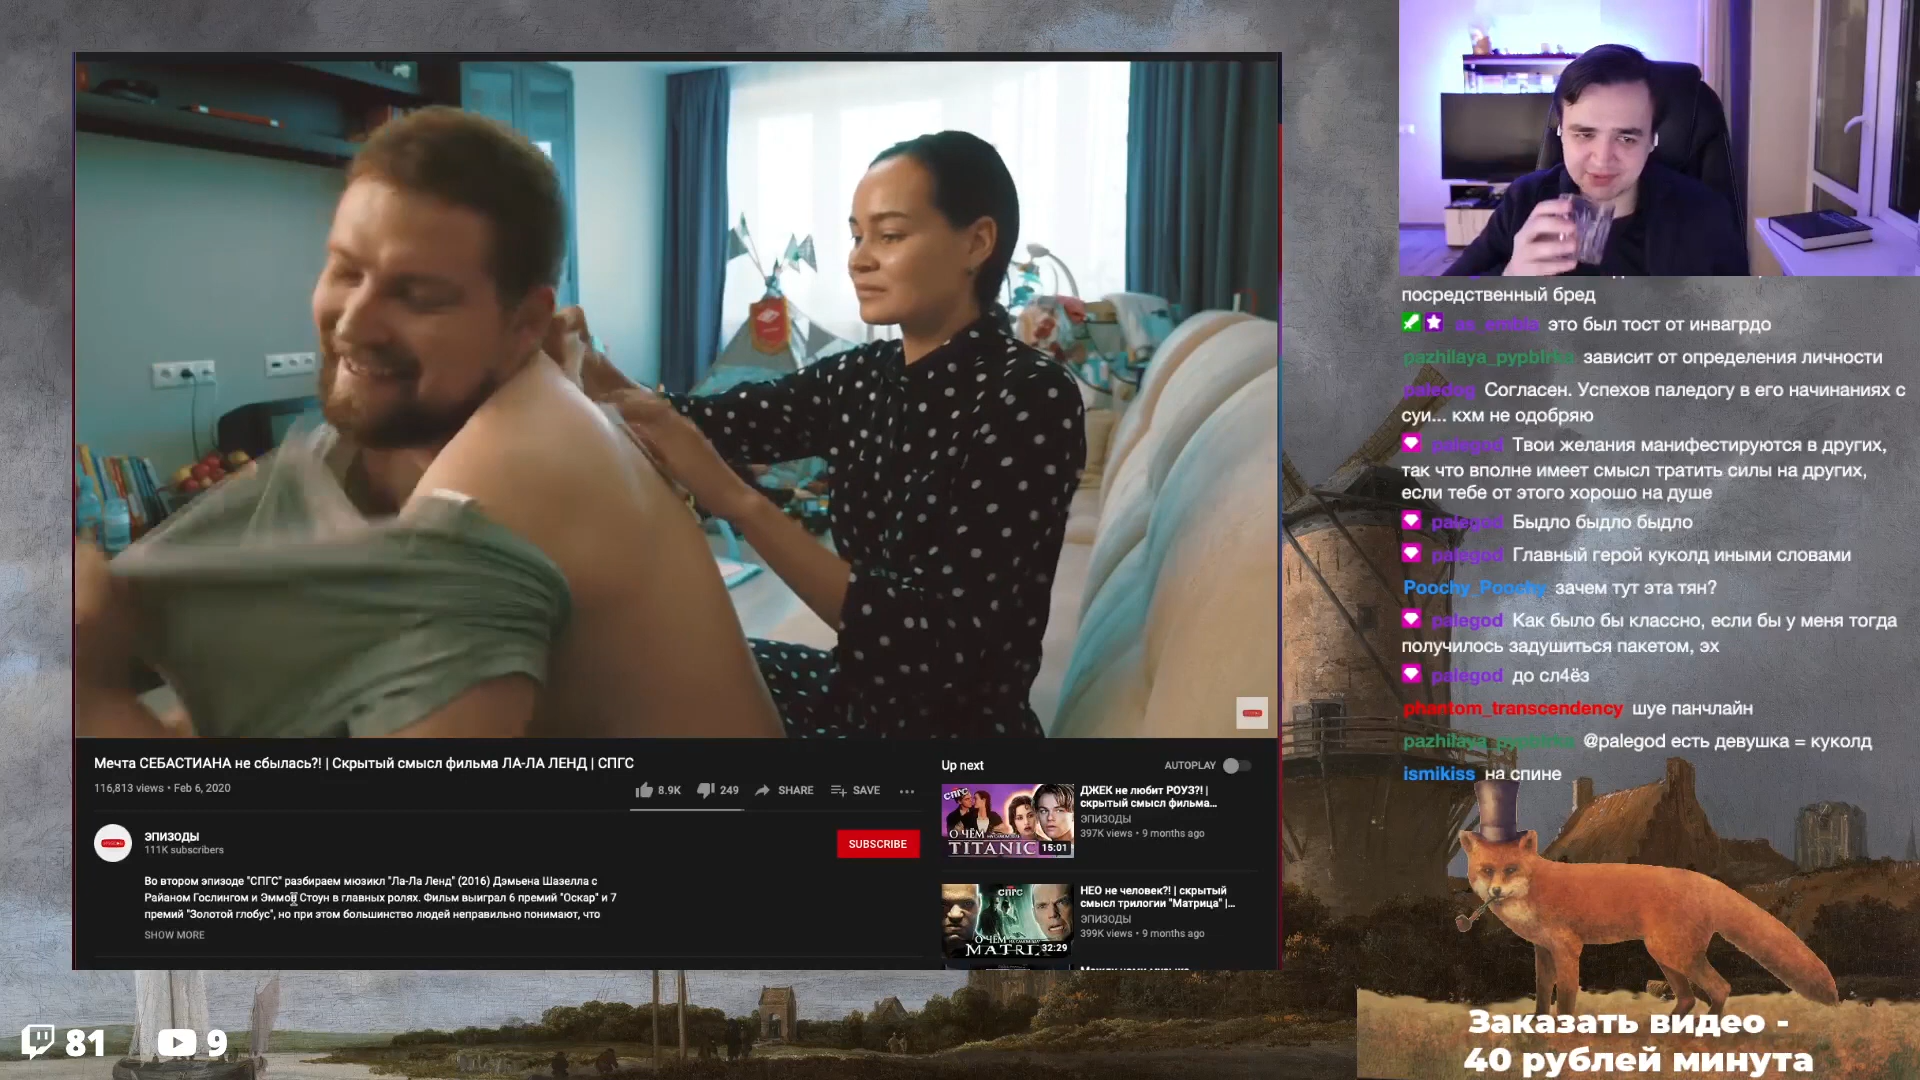 посредственный бред
as_ambis это был тост от инвагрдо
pazhilaya_pypbirka зависит от определения личности
paledog Согласен. Успехов паледогу в его начинаниях с
суи... кхм не одобряю
palegod Твои желания манифестируются в других,
так что вполне имеет смысл тратить силы на других,
если тебе от этого хорошо на душе
palegod Быдло быдло быдло
palegod Главный герой куколд иными словами
Poochy_Poochy зачем тут эта тян?
palegod Как было бы классно, если бы у меня тогда
получилось задушиться пакетом, эх
palegod до сл4ёз
phantom_transcendency шуе панчлайн
pazhilaya_pypbirka @palegod есть девушка = куколд
ismikiss на спине
Мечта СЕБАСТИАНА не сбылась?! | Скрытый смысл фильма ЛА-ЛА ЛЕНД | СПГС
116,813 views • Feb 6, 2020
8.9K 249 SHARE SAVE
ЭПИЗОДЫ
111K subscribers
SUBSCRIBE
Во втором эпизоде "СПГС" разбираем мюзикл "Ла-Ла Ленд" (2016) Дэмьена Шазелла с
Райаном Гослингом и Эммой Стоун в главных ролях. Фильм выиграл 6 премий "Оскар" и 7
премий "Золотой глобус", но при этом большинство людей неправильно понимают, что
SHOW MORE
Up next
AUTOPLAY
СПГС
О ЧЁМ
TITANIC
15:01
ДЖЕК не любит РОУЗ?! |
скрытый смысл фильма...
ЭПИЗОДЫ
397K views • 9 months ago
СПГС
О ЧЁМ
MATRIX
32:29
НЕО не человек?! | скрытый
смысл трилогии "Матрица" |...
ЭПИЗОДЫ
399K views • 9 months ago
81
9
Заказать видео -
40 рублей минута